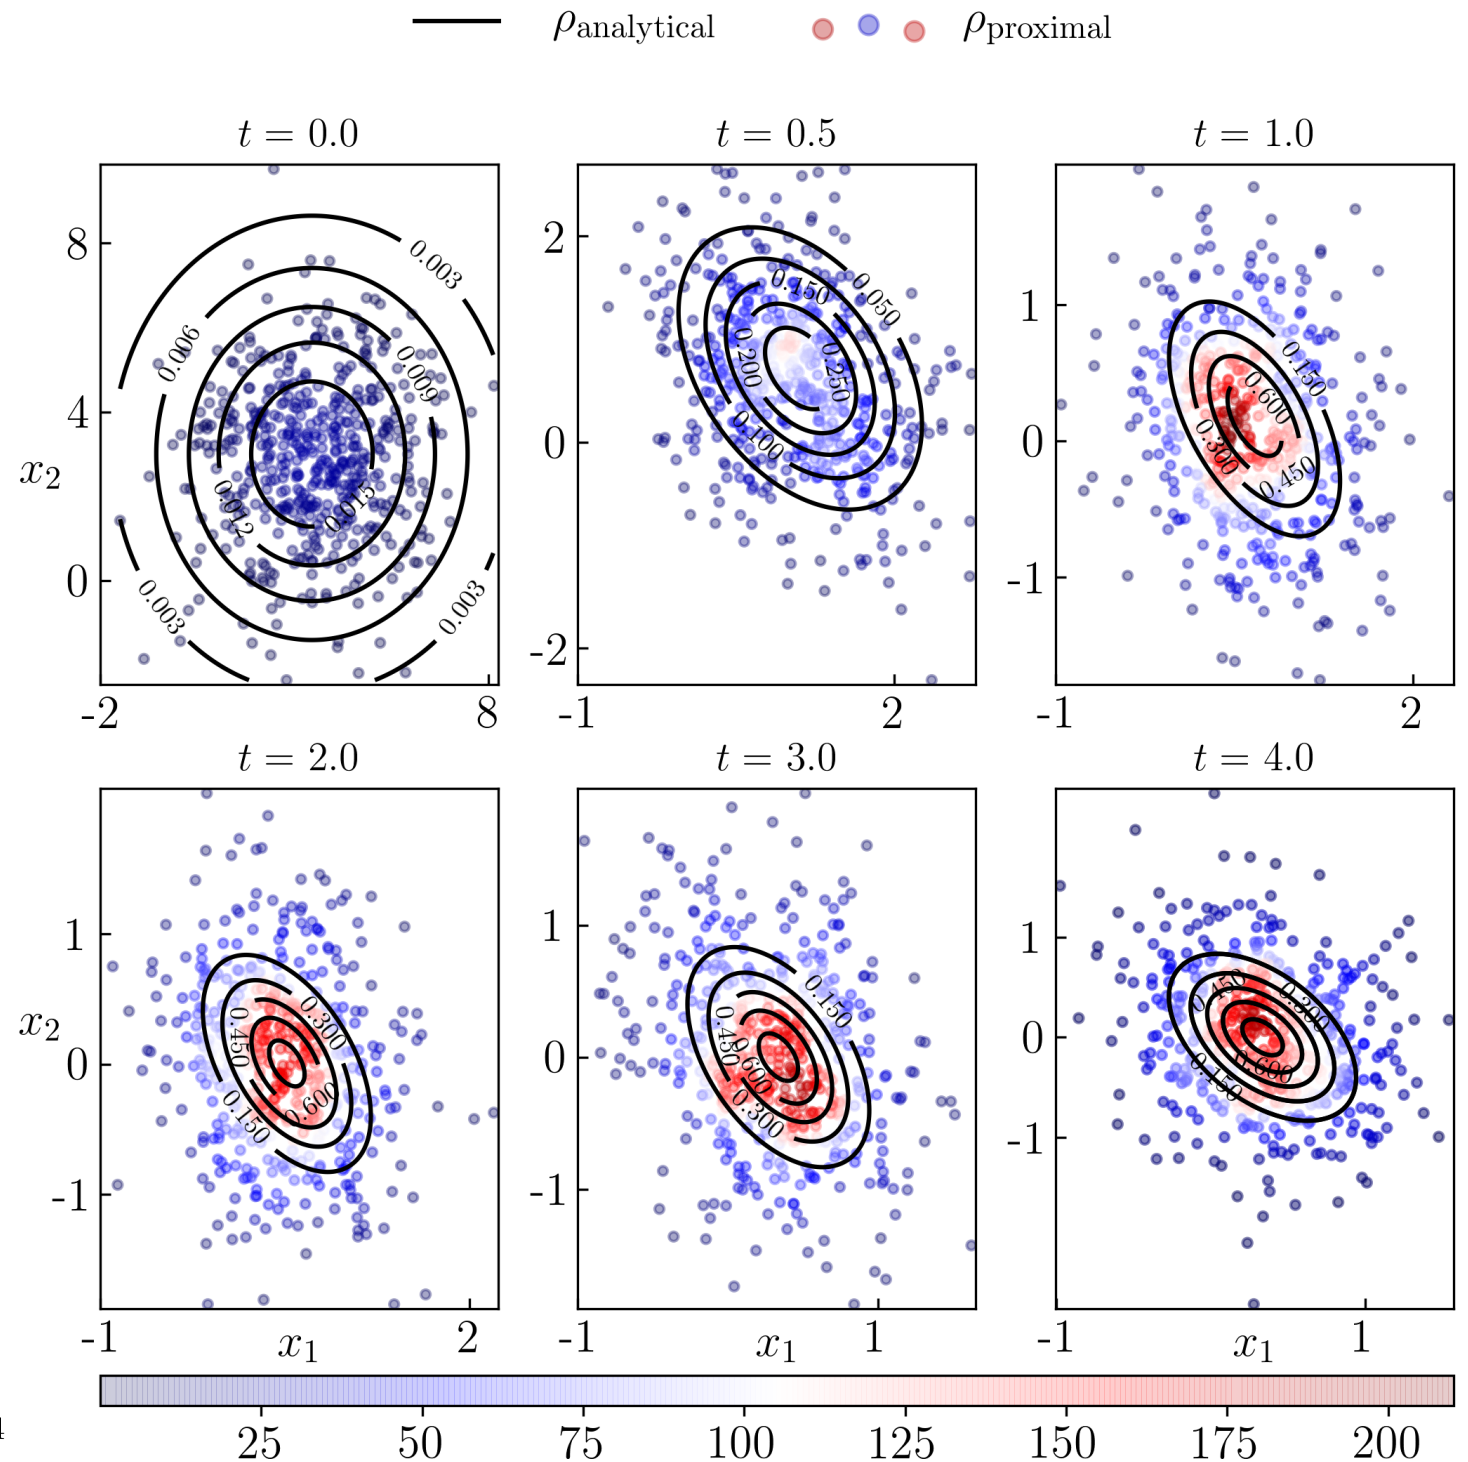 ρanalytical ρproximal
t = 0.0 t = 0.5 t = 1.0
8 4 0 x2 -2 8
0.003 0.006 0.009 0.012 0.015 0.003 0.003
2 0 -2 -1 2
0.150 0.050 0.200 0.250 0.100
1 0 -1 -1 2
0.150 0.600 0.300 0.450
t = 2.0 t = 3.0 t = 4.0
1 0 -1 x2 -1 x1 2
0.300 0.450 0.600 0.150
1 0 -1 -1 x1 1
0.150 0.450 0.600 0.300
1 0 -1 -1 x1 1
0.450 0.300 0.600 0.150
4 25 50 75 100 125 150 175 200